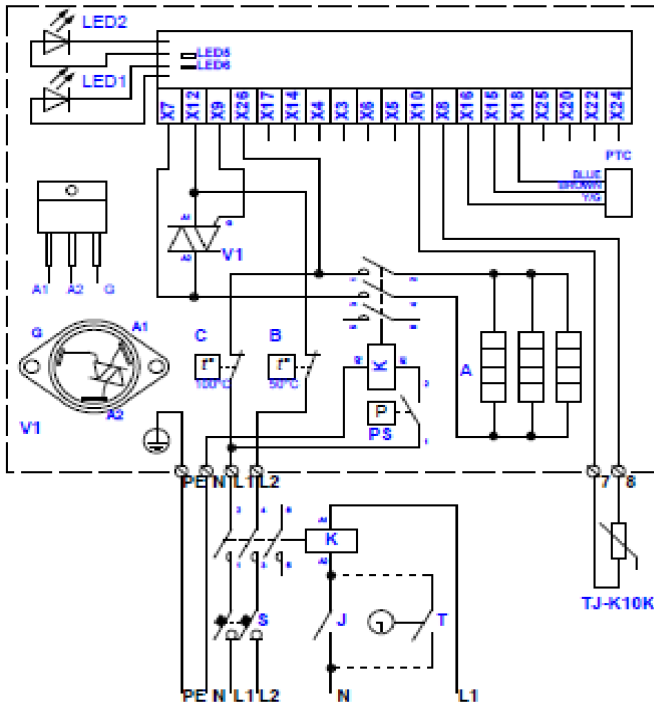 LED2
LED5
LED6
LED1
X7 X12 X9 X26 X17 X14 X4 X3 X6 X5 X10 X8 X16 X15 X18 X25 X20 X22 X24
PTC
BLUE
BROWN
Y/G
V1
A1 A2 G
C
B
100°C
50°C
K
A
P
PS
G
A1
A2
V1
PE N L1 L2
7 8
K
S
J
T
TJ-K10K
PE N L1 L2
N
L1